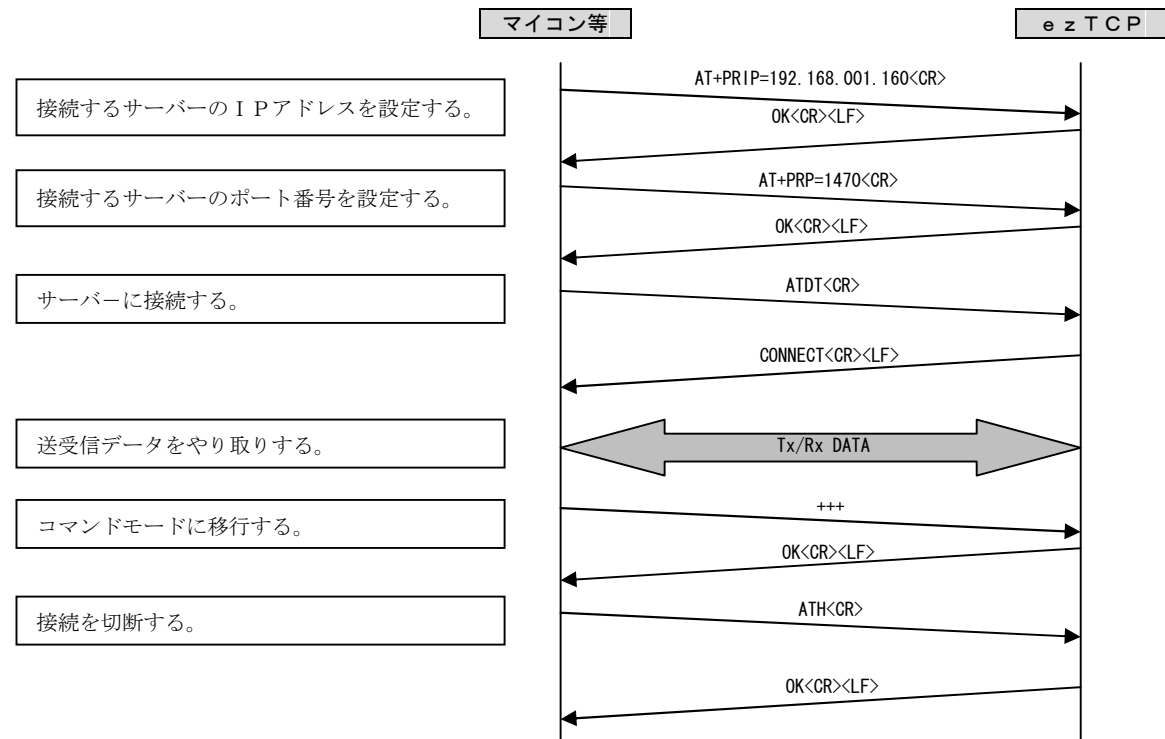 マイコン等
ｅｚＴＣＰ
AT+PRIP=192.168.001.160<CR>
接続するサーバーのＩＰアドレスを設定する。
OK<CR><LF>
AT+PRP=1470<CR>
接続するサーバーのポート番号を設定する。
OK<CR><LF>
ATDT<CR>
サーバーに接続する。
CONNECT<CR><LF>
送受信データをやり取りする。
Tx/Rx DATA
+++
コマンドモードに移行する。
OK<CR><LF>
ATH<CR>
接続を切断する。
OK<CR><LF>